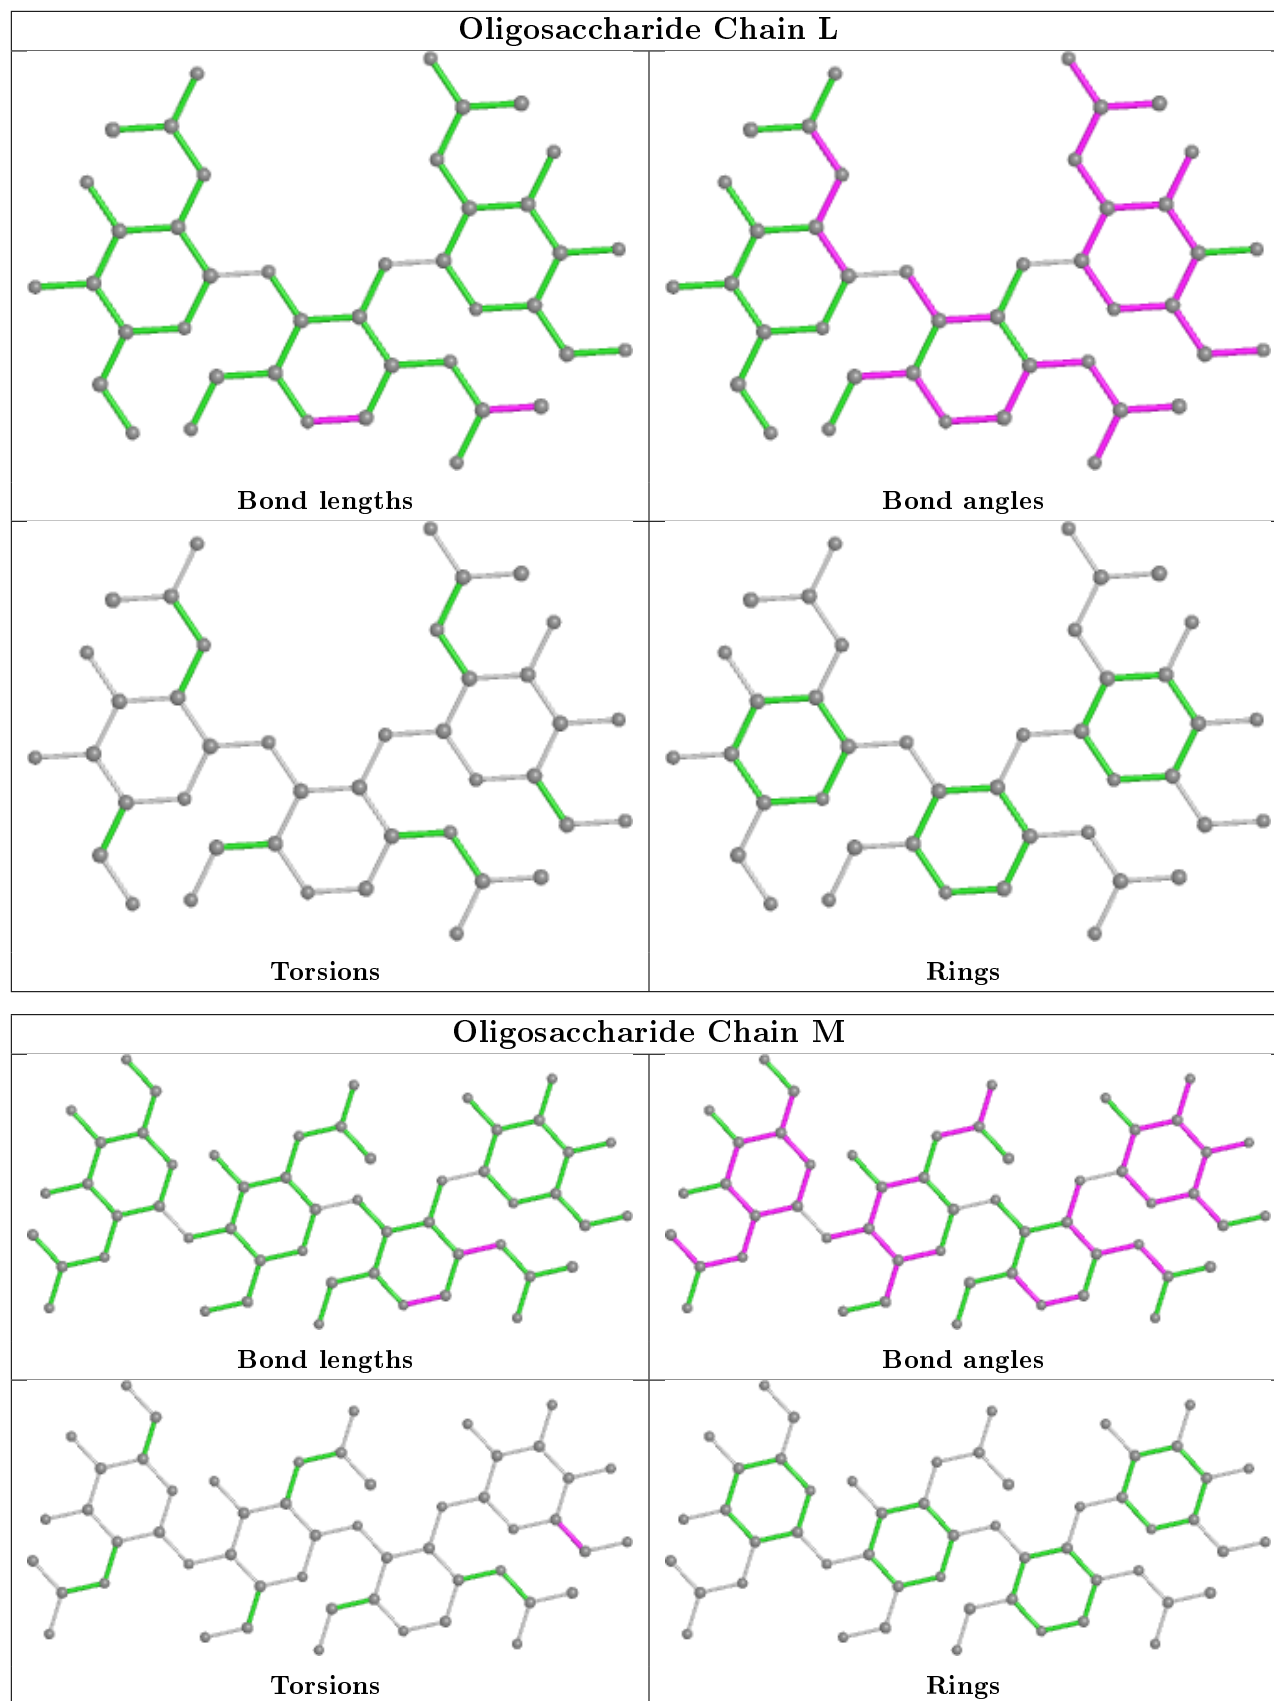 Oligosaccharide Chain L
Bond lengths
Bond angles
Torsions
Rings
Oligosaccharide Chain M
Bond lengths
Bond angles
Torsions
Rings